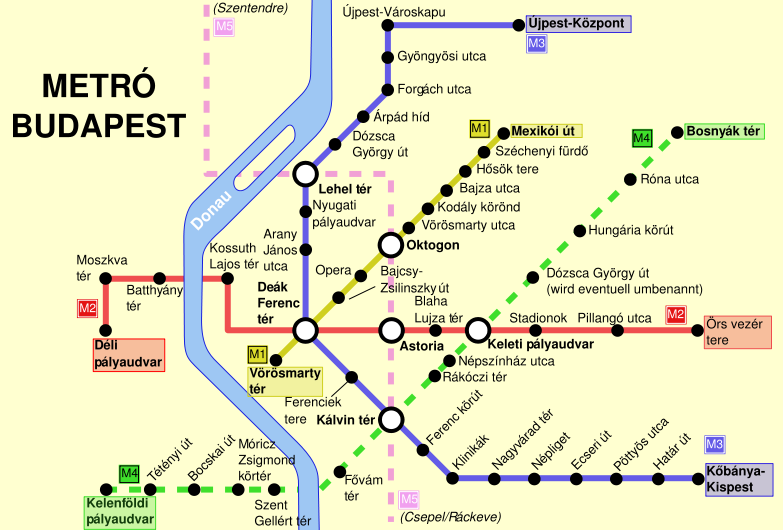 (Szentendre)
M5
Újpest-Városkapu
Újpest-Központ
M3
METRÓ
BUDAPEST
Gyöngyösi utca
Forgách utca
Árpád híd
Dózsca
György út
M1
Mexikói út
M4
Bosnyák tér
Széchenyi fürdő
Hősök tere
Bajza utca
Kodály körönd
Vörösmarty utca
Róna utca
Lehel tér
Nyugati
pályaudvar
Donau
Hungária körút
Arany
János
utca
Oktogon
Moszkva
tér
Batthyány
tér
Kossuth
Lajos tér
Opera
Bajcsy-
Zsilinszky út
Dózsca György út
(wird eventuell umbenannt)
Deák
Ferenc
tér
Blaha
Lujza tér
M2
Déli
pályaudvar
Astoria
Keleti pályaudvar
Stadionok
Pillangó utca
M2
Örs vezér
tere
M1
Vörösmarty
tér
Népszínház utca
Rákóczi tér
Ferenciek
tere
Kálvin tér
Ferenc körút
Klinikák
Nagyvárad tér
Népliget
Ecseri út
Pöttyös utca
Határ út
M3
Kőbánya-
Kispest
M4
Kelenföldi
pályaudvar
Tétényi út
Bocskai út
Móricz
Zsigmond
körtér
Szent
Gellért tér
Fővám
tér
M5
(Csepel/Ráckeve)